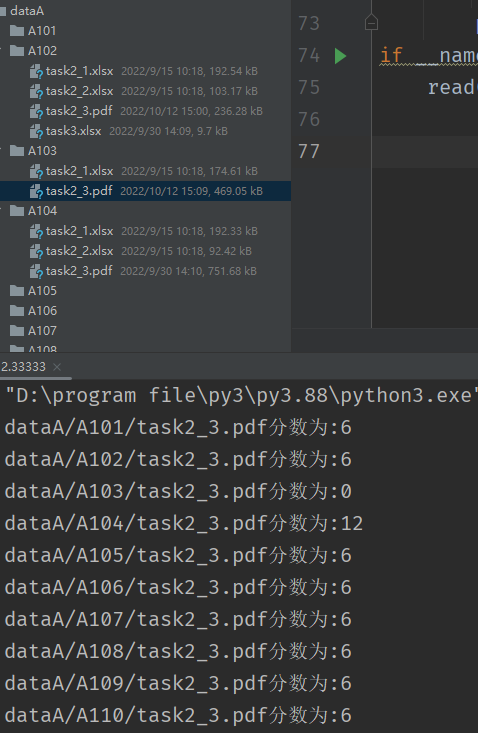 dataA
A101
A102
task2_1.xlsx 2022/9/15 10:18, 192.54 kB
task2_2.xlsx 2022/9/15 10:18, 103.17 kB
task2_3.pdf 2022/10/12 15:00, 236.28 kB
task3.xlsx 2022/9/30 14:09, 9.7 kB
A103
task2_1.xlsx 2022/9/15 10:18, 174.61 kB
task2_3.pdf 2022/10/12 15:09, 469.05 kB
A104
task2_1.xlsx 2022/9/15 10:18, 192.33 kB
task2_2.xlsx 2022/9/15 10:18, 92.42 kB
task2_3.pdf 2022/9/30 14:10, 751.68 kB
A105
A106
A107
A108
73
74 if __name
75 read
76
77
2.33333 ×
"D:\program file\py3\py3.88\python3.exe"
dataA/A101/task2_3.pdf分数为:6
dataA/A102/task2_3.pdf分数为:6
dataA/A103/task2_3.pdf分数为:0
dataA/A104/task2_3.pdf分数为:12
dataA/A105/task2_3.pdf分数为:6
dataA/A106/task2_3.pdf分数为:6
dataA/A107/task2_3.pdf分数为:6
dataA/A108/task2_3.pdf分数为:6
dataA/A109/task2_3.pdf分数为:6
dataA/A110/task2_3.pdf分数为:6